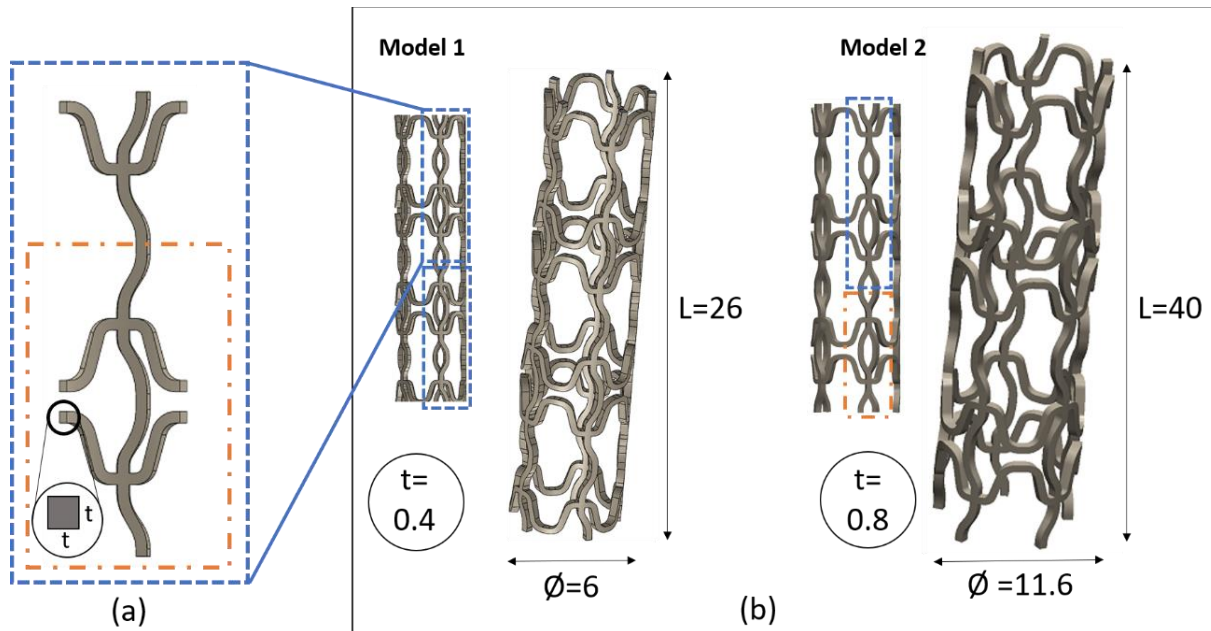 Model 1
Model 2
L=26
L=40
t=
0.4
t=
0.8
t
t
Ø=6
Ø =11.6
(a)
(b)